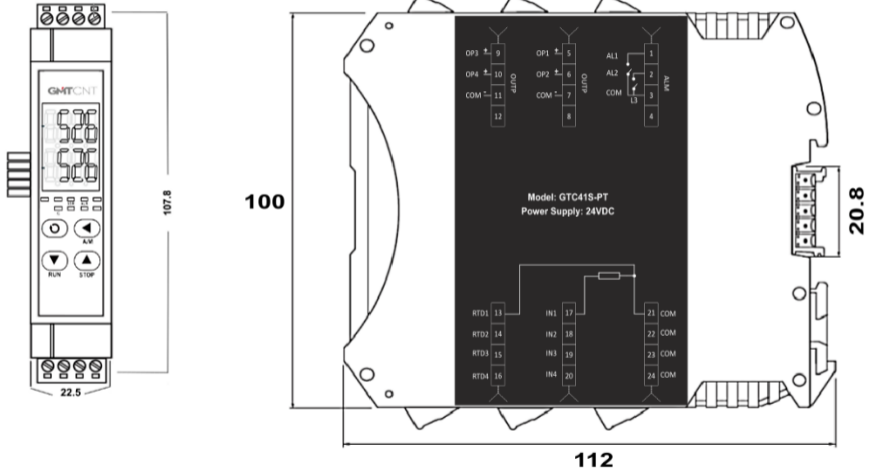 GMTCNT
526
526
A/M
RUN STOP
22.5
107.8
100
OP3 + 9
OP4 + 10
COM - 11
12
OUTP
OP1 + 5
OP2 + 6
COM - 7
8
OUTP
AL1 1
AL2 2
COM 3
L3
4
ALM
Model: GTC41S-PT
Power Supply: 24VDC
RTD1 13
RTD2 14
RTD3 15
RTD4 16
IN1 17
IN2 18
IN3 19
IN4 20
21 COM
22 COM
23 COM
24 COM
20.8
112